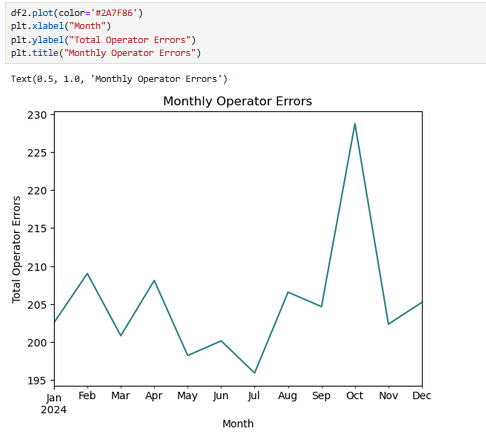 df2.plot(color='#2A7F86')
plt.xlabel("Month")
plt.ylabel("Total Operator Errors")
plt.title("Monthly Operator Errors")
Text(0.5, 1.0, 'Monthly Operator Errors')
Monthly Operator Errors
230
225
220
215
210
205
200
195
Total Operator Errors
Jan Feb Mar Apr May Jun Jul Aug Sep Oct Nov Dec
2024
Month